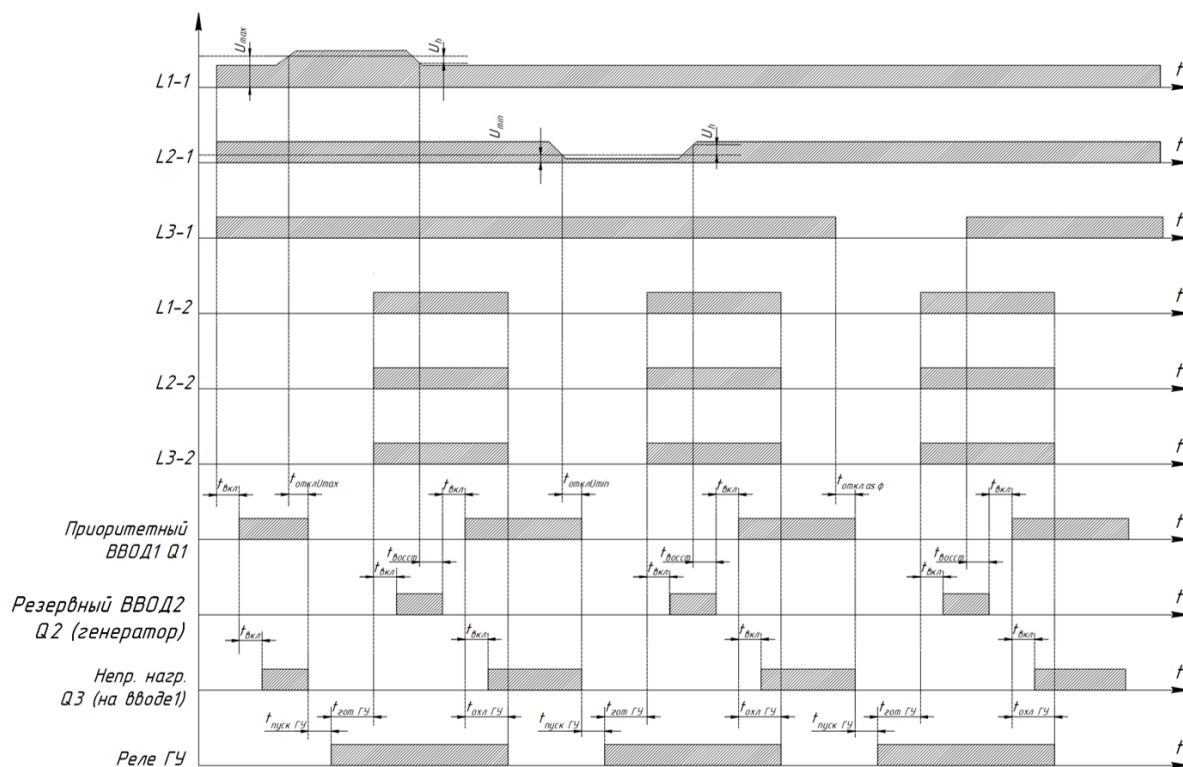 Umax
Uh
L1-1
t
Umin
Uh
L2-1
t
L3-1
t
L1-2
t
L2-2
t
L3-2
t
tвкл
tоткл.Umax
tвкл
tоткл.Umin
tвкл
tоткл.as.ф
tвкл
Приоритетный
ВВОД1 Q1
t
tвкл
tвосст
tвкл
tвосст
tвкл
tвосст
Резервный ВВОД2
Q2 (генератор)
t
tвкл
tвкл
tвкл
tвкл
Непр. нагр.
Q3 (на вводе1)
t
tпуск ГУ
tгот ГУ
tохл ГУ
tпуск ГУ
tгот ГУ
tохл ГУ
tпуск ГУ
tгот ГУ
tохл ГУ
Реле ГУ
t